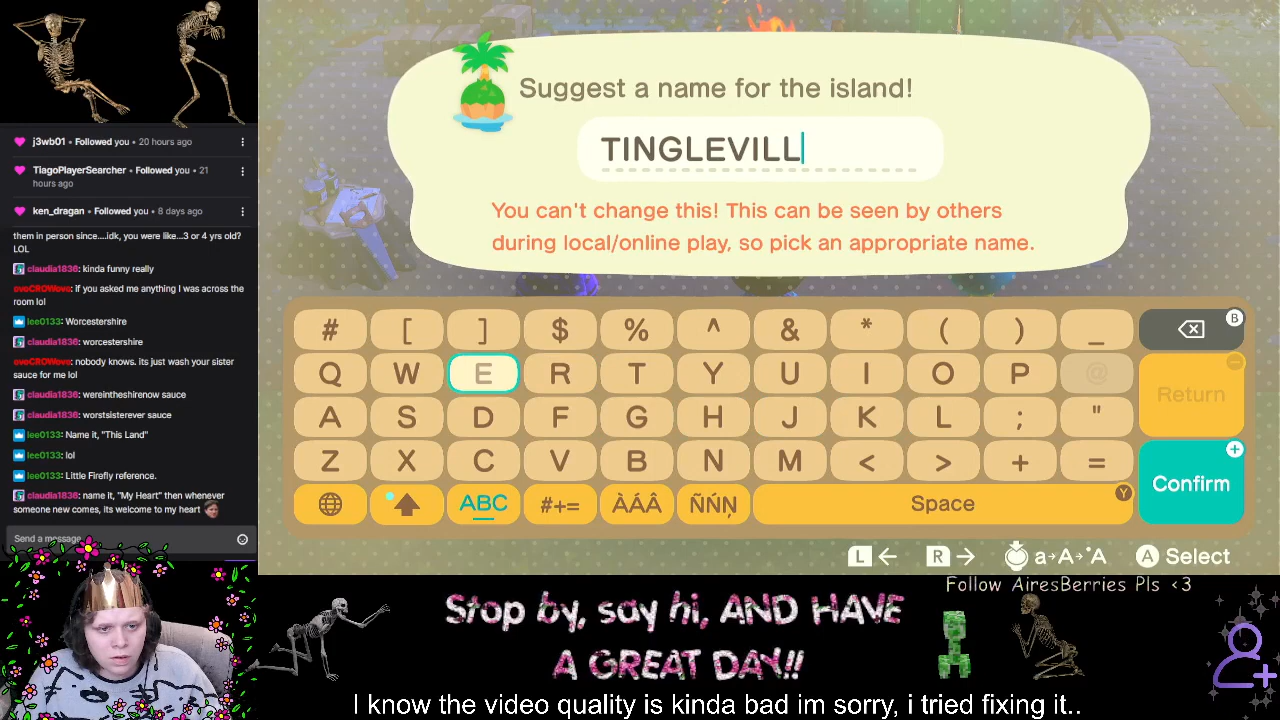 j3wb01 • Followed you • 20 hours ago
TiagoPlayerSearcher • Followed you • 21
hours ago
ken_dragan • Followed you • 8 days ago
them in person since....idk, you were like...3 or 4 yrs old?
LOL
claudia1836: kinda funny really
ovoCROWovo: if you asked me anything I was across the
room lol
lee0133: Worcestershire
claudia1836: worcestershire
ovoCROWovo: nobody knows. its just wash your sister
sauce for me lol
claudia1836: wereintheshirenow sauce
claudia1836: worstsisterever sauce
lee0133: Name it, "This Land"
lee0133: lol
lee0133: Little Firefly reference.
claudia1836: name it, "My Heart" then whenever
someone new comes, its welcome to my heart
Send a message
Suggest a name for the island!
TINGLEVILL
You can't change this! This can be seen by others
during local/online play, so pick an appropriate name.
# [ ] $ % ^ & * ( ) _ B
Q W E R T Y U I O P @ Return
A S D F G H J K L ; "
Z X C V B N M < > + = Confirm
ABC #+= ÀÁÂ ÑŃŅ Space Y
L ← R → a→A→•A A Select
Follow AiresBerries Pls <3
Stop by, say hi, AND HAVE
A GREAT DAY!!
I know the video quality is kinda bad im sorry, i tried fixing it..